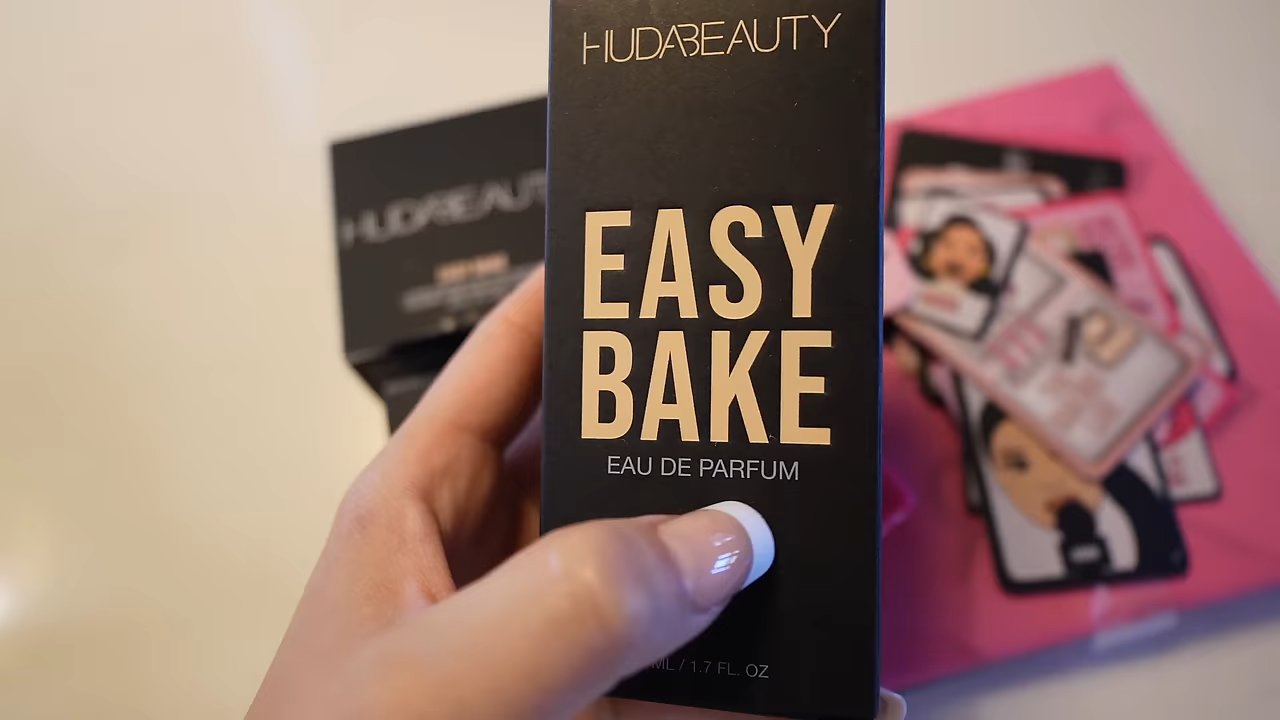 HUDABEAUTY
EASY
BAKE
EAU DE PARFUM
ML / 1.7 FL. OZ
HUDABEAUTY